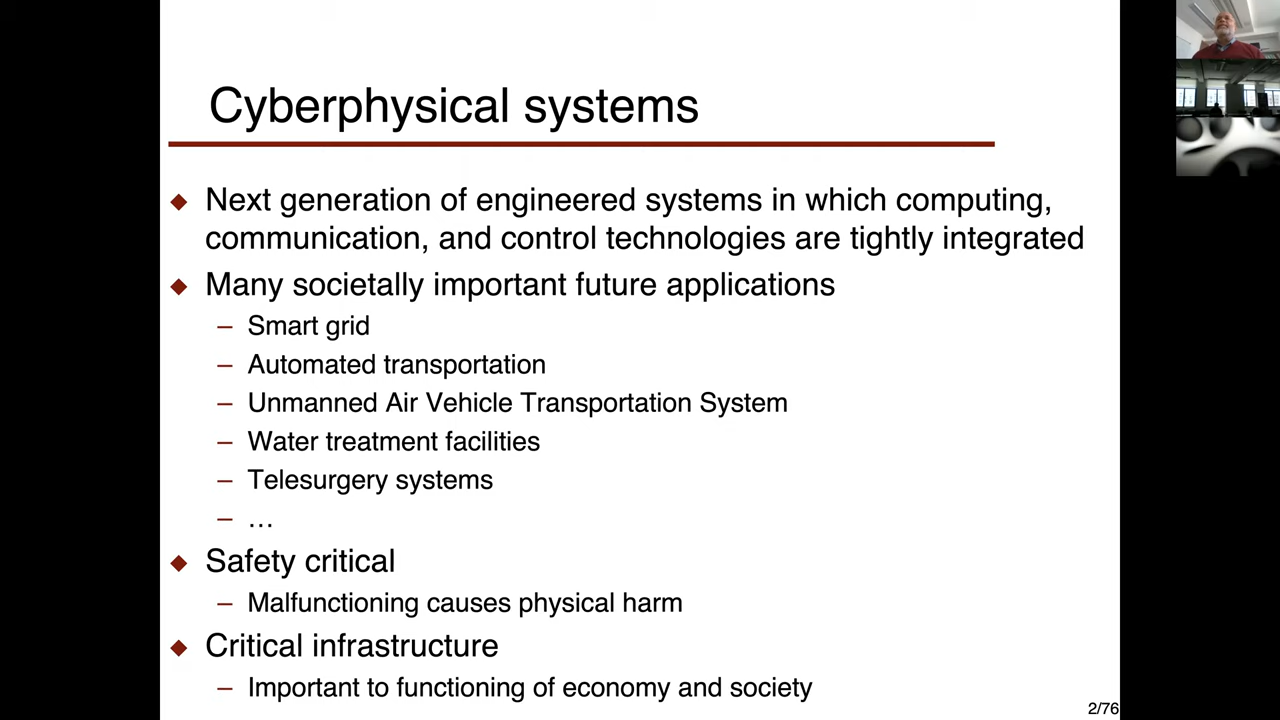 Cyberphysical systems
◆ Next generation of engineered systems in which computing,
communication, and control technologies are tightly integrated
◆ Many societally important future applications
– Smart grid
– Automated transportation
– Unmanned Air Vehicle Transportation System
– Water treatment facilities
– Telesurgery systems
– …
◆ Safety critical
– Malfunctioning causes physical harm
◆ Critical infrastructure
– Important to functioning of economy and society
2/76